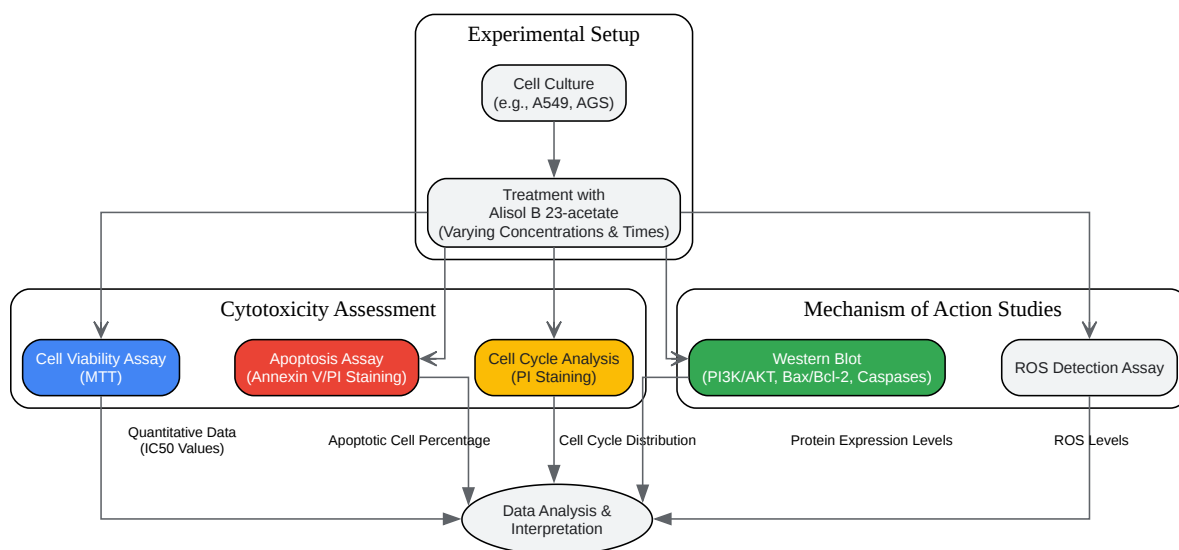 Experimental Setup
Cell Culture
(e.g., A549, AGS)
Treatment with
Alisol B 23-acetate
(Varying Concentrations & Times)
Cytotoxicity Assessment
Mechanism of Action Studies
Cell Viability Assay
(MTT)
Apoptosis Assay
(Annexin V/PI Staining)
Cell Cycle Analysis
(PI Staining)
Western Blot
(PI3K/AKT, Bax/Bcl-2, Caspases)
ROS Detection Assay
Quantitative Data
(IC50 Values)
Apoptotic Cell Percentage
Cell Cycle Distribution
Protein Expression Levels
ROS Levels
Data Analysis &
Interpretation